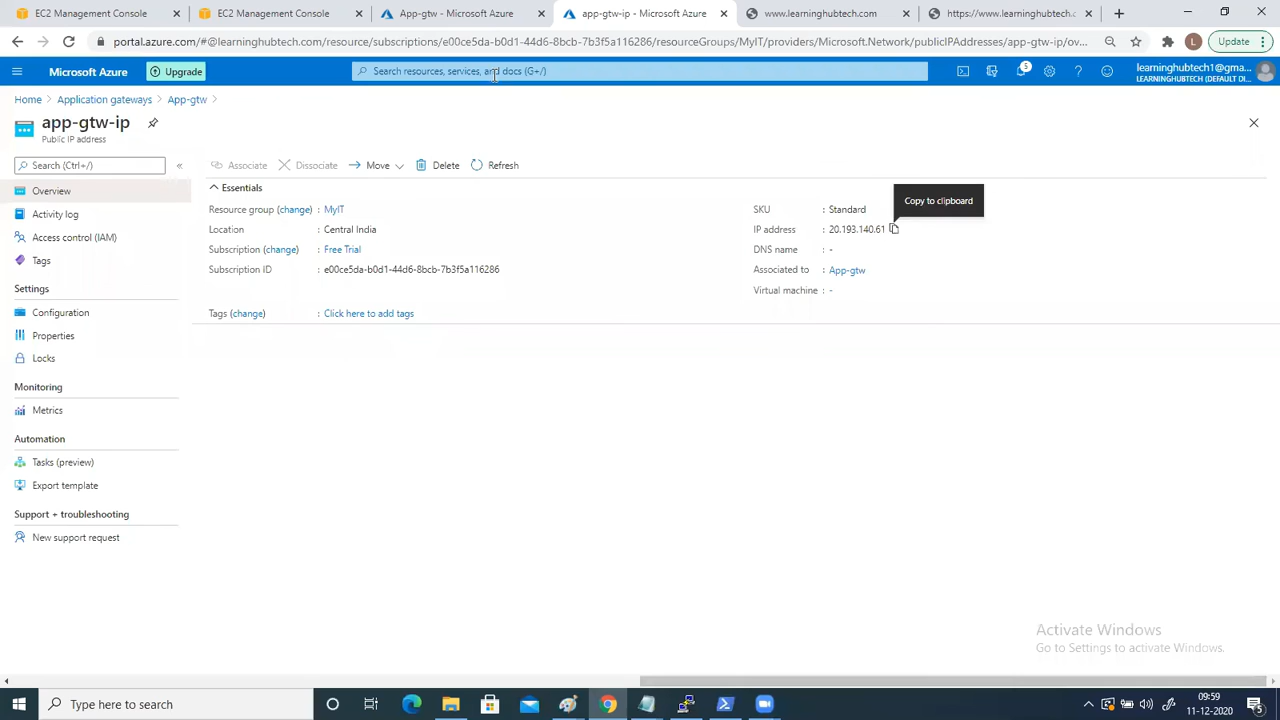 EC2 Management Console
EC2 Management Console
App-gtw - Microsoft Azure
app-gtw-ip - Microsoft Azure
www.learninghubtech.com
https://www.learninghubtech.c
portal.azure.com/#@learninghubtech.com/resource/subscriptions/e00ce5da-b0d1-44d6-8bcb-7b3f5a116286/resourceGroups/MyIT/providers/Microsoft.Network/publicIPAddresses/app-gtw-ip/ov...
L
Update
Microsoft Azure
Upgrade
Search resources, services, and docs (G+/)
5
learninghubtech1@gma...
LEARNINGHUBTECH (DEFAULT DI...
Home > Application gateways > App-gtw >
app-gtw-ip
Public IP address
Search (Ctrl+/)
Overview
Activity log
Access control (IAM)
Tags
Settings
Configuration
Properties
Locks
Monitoring
Metrics
Automation
Tasks (preview)
Export template
Support + troubleshooting
New support request
Associate
Dissociate
Move
Delete
Refresh
Essentials
Resource group (change) : MyIT
Location : Central India
Subscription (change) : Free Trial
Subscription ID : e00ce5da-b0d1-44d6-8bcb-7b3f5a116286
Tags (change) : Click here to add tags
Copy to clipboard
SKU : Standard
IP address : 20.193.140.61
DNS name : -
Associated to : App-gtw
Virtual machine : -
Activate Windows
Go to Settings to activate Windows.
Type here to search
09:59
11-12-2020
5